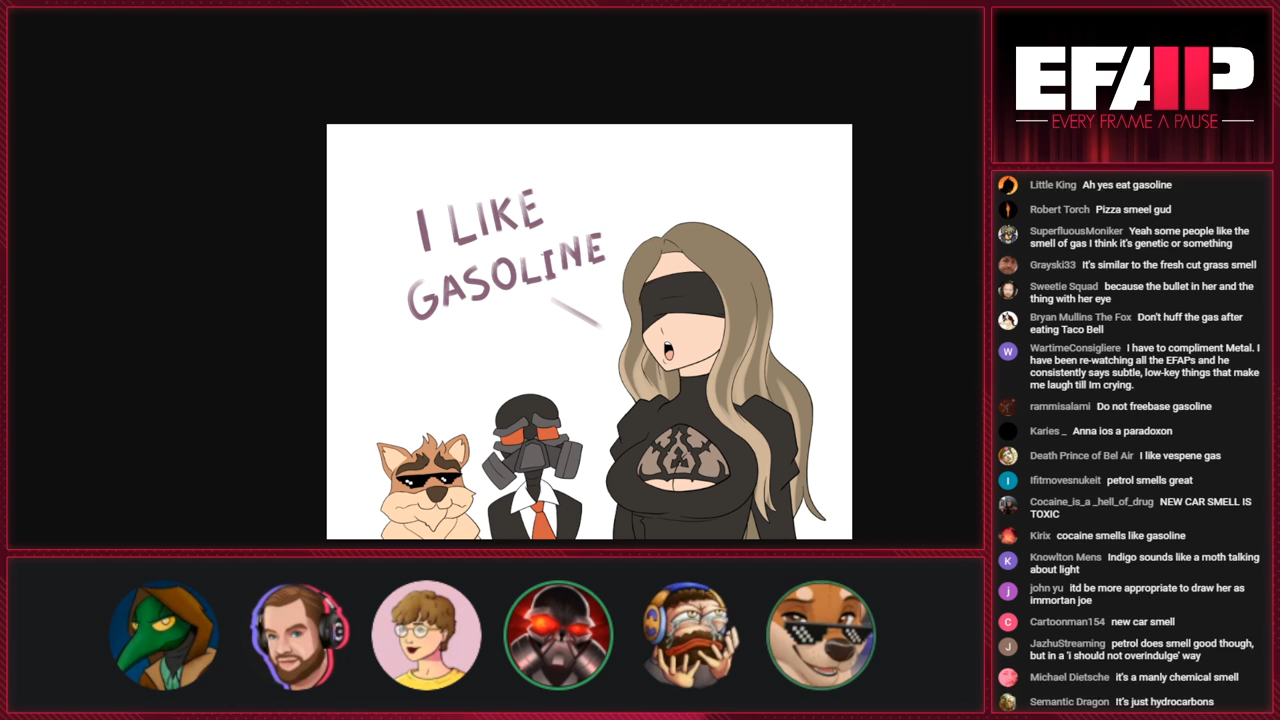 I LIKE
GASOLINE
EFAP
EVERY FRAME A PAUSE
Little King Ah yes eat gasoline
Robert Torch Pizza smeel gud
SuperfluousMoniker Yeah some people like the
smell of gas I think it's genetic or something
Grayski33 It's similar to the fresh cut grass smell
Sweetie Squad because the bullet in her and the
thing with her eye
Bryan Mullins The Fox Don't huff the gas after
eating Taco Bell
W
WartimeConsigliere I have to compliment Metal. I
have been re-watching all the EFAPs and he
consistently says subtle, low-key things that make
me laugh till Im crying.
rammisalami Do not freebase gasoline
Karies _ Anna ios a paradoxon
Death Prince of Bel Air I like vespene gas
I
Ifitmovesnukeit petrol smells great
Cocaine_is_a _hell_of_drug NEW CAR SMELL IS
TOXIC
Kirix cocaine smells like gasoline
K
Knowlton Mens Indigo sounds like a moth talking
about light
j
john yu itd be more appropriate to draw her as
immortan joe
C
Cartoonman154 new car smell
J
JazhuStreaming petrol does smell good though,
but in a 'i should not overindulge' way
Michael Dietsche it's a manly chemical smell
Semantic Dragon It's just hydrocarbons